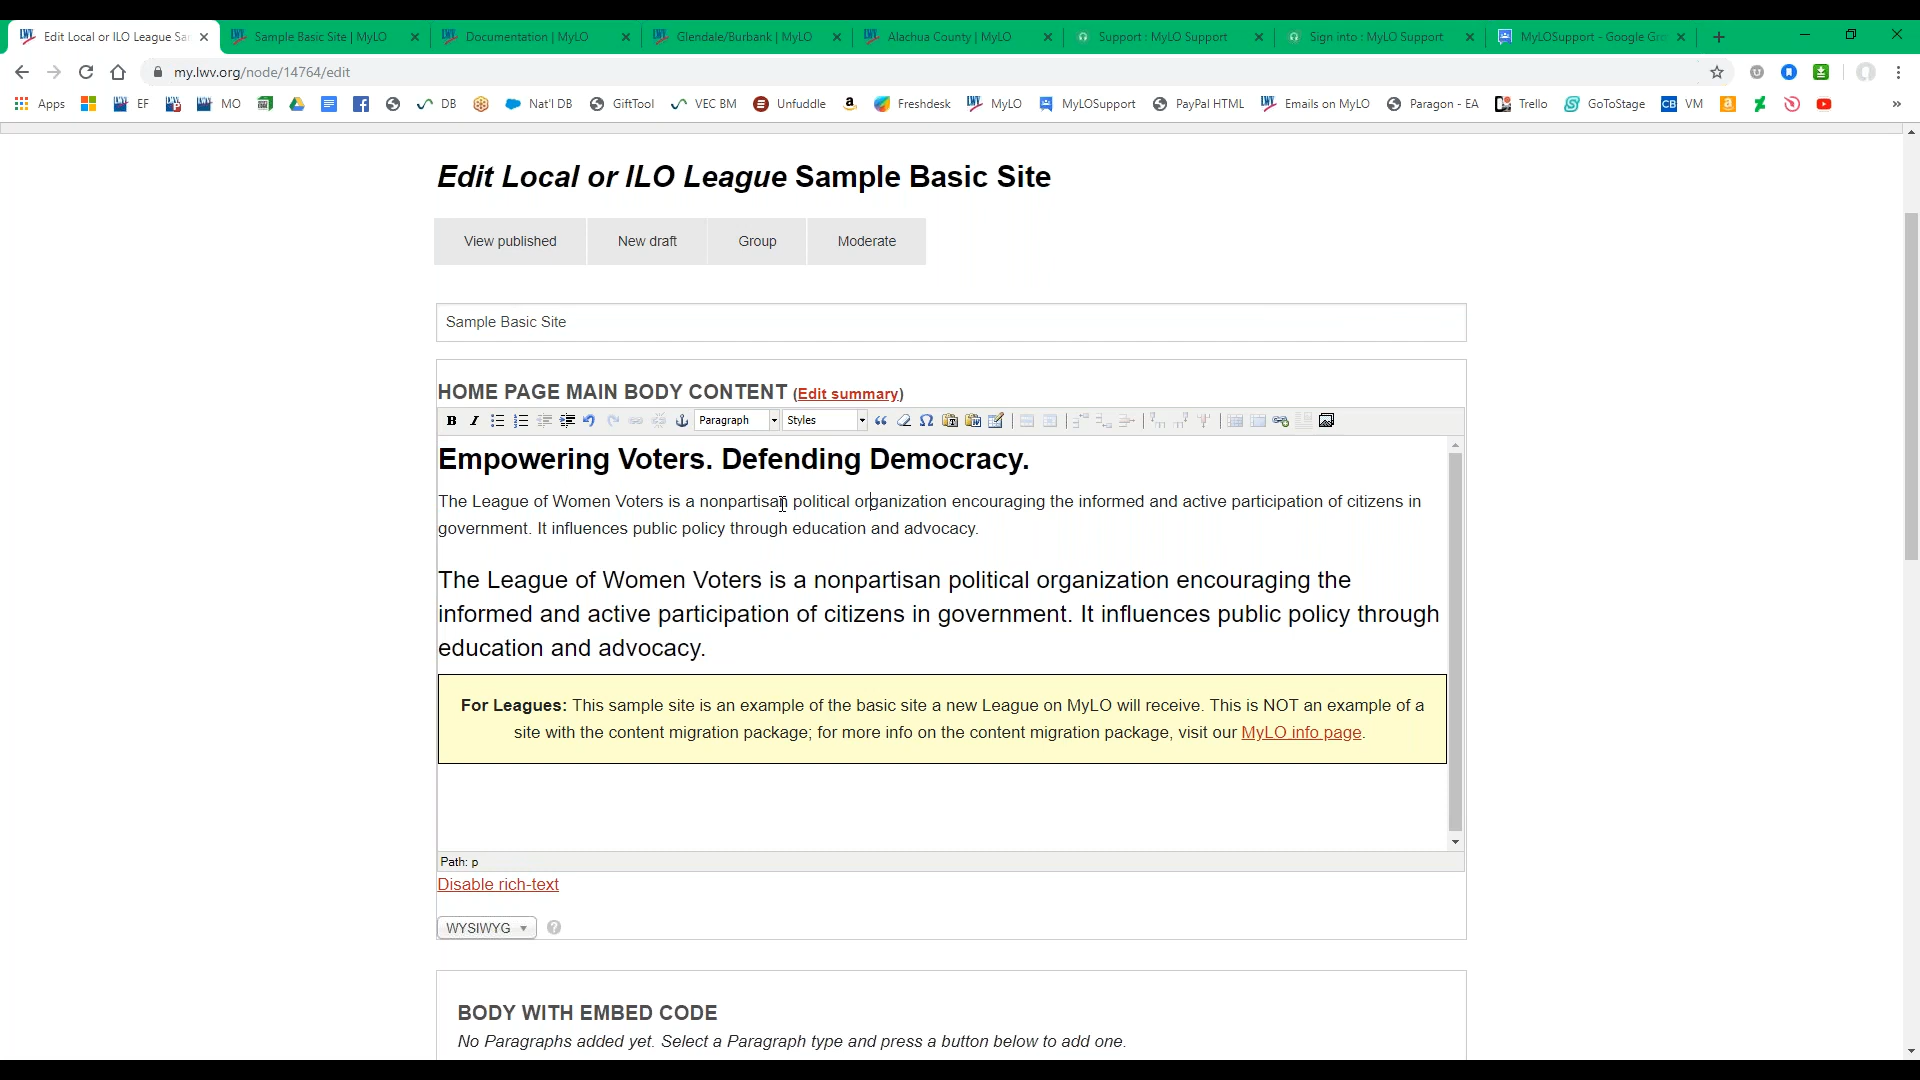 Edit Local or ILO League Sa
Sample Basic Site | MyLO
Documentation | MyLO
Glendale/Burbank | MyLO
Alachua County | MyLO
Support : MyLO Support
Sign into : MyLO Support
MyLOSupport - Google Gr
my.lwv.org/node/14764/edit
Apps
EF
MO
DB
Nat'l DB
GiftTool
VEC BM
Unfuddle
Freshdesk
MyLO
MyLOSupport
PayPal HTML
Emails on MyLO
Paragon - EA
Trello
GoToStage
CB VM
Edit Local or ILO League Sample Basic Site
View published
New draft
Group
Moderate
Sample Basic Site
HOME PAGE MAIN BODY CONTENT (Edit summary)
Paragraph
Styles
Empowering Voters. Defending Democracy.
The League of Women Voters is a nonpartisan political organization encouraging the informed and active participation of citizens in
government. It influences public policy through education and advocacy.
The League of Women Voters is a nonpartisan political organization encouraging the
informed and active participation of citizens in government. It influences public policy through
education and advocacy.
For Leagues: This sample site is an example of the basic site a new League on MyLO will receive. This is NOT an example of a
site with the content migration package; for more info on the content migration package, visit our MyLO info page.
Path: p
Disable rich-text
WYSIWYG
BODY WITH EMBED CODE
No Paragraphs added yet. Select a Paragraph type and press a button below to add one.